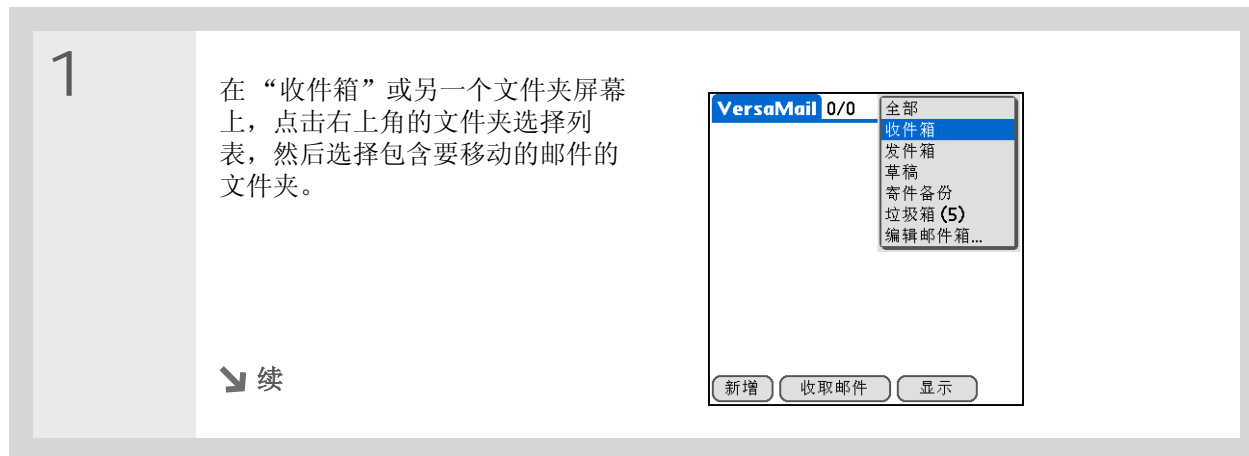 1
在 “收件箱”或另一个文件夹屏幕
上，点击右上角的文件夹选择列
表，然后选择包含要移动的邮件的
文件夹。
续
VersaMail 0/0
全部
收件箱
发件箱
草稿
寄件备份
垃圾箱 (5)
编辑邮件箱...
新增 收取邮件 显示